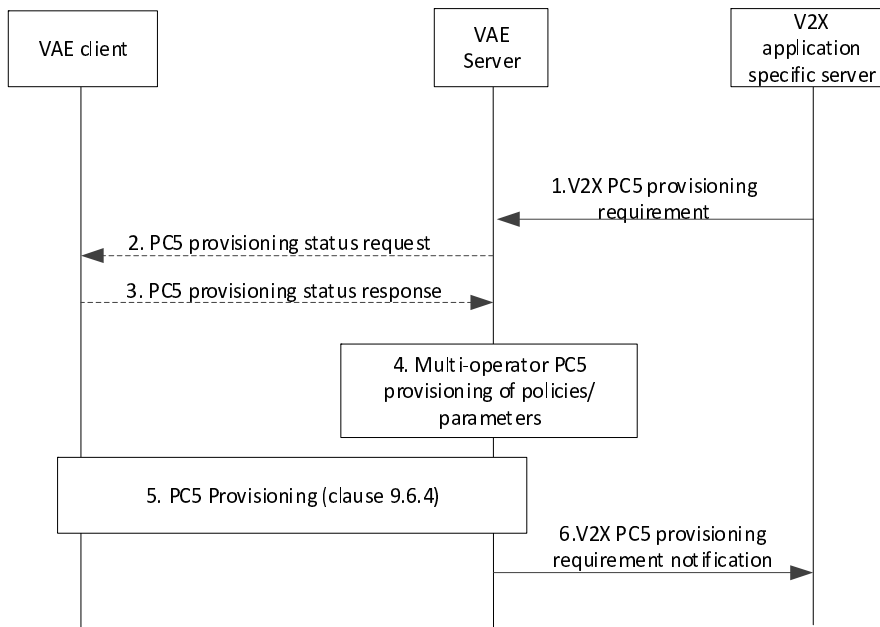 VAE client
VAE
Server
V2X
application
specific server
1.V2X PC5 provisioning
requirement
2. PC5 provisioning status request
3. PC5 provisioning status response
4. Multi-operator PC5
provisioning of policies/
parameters
5. PC5 Provisioning (clause 9.6.4)
6.V2X PC5 provisioning
requirement notification